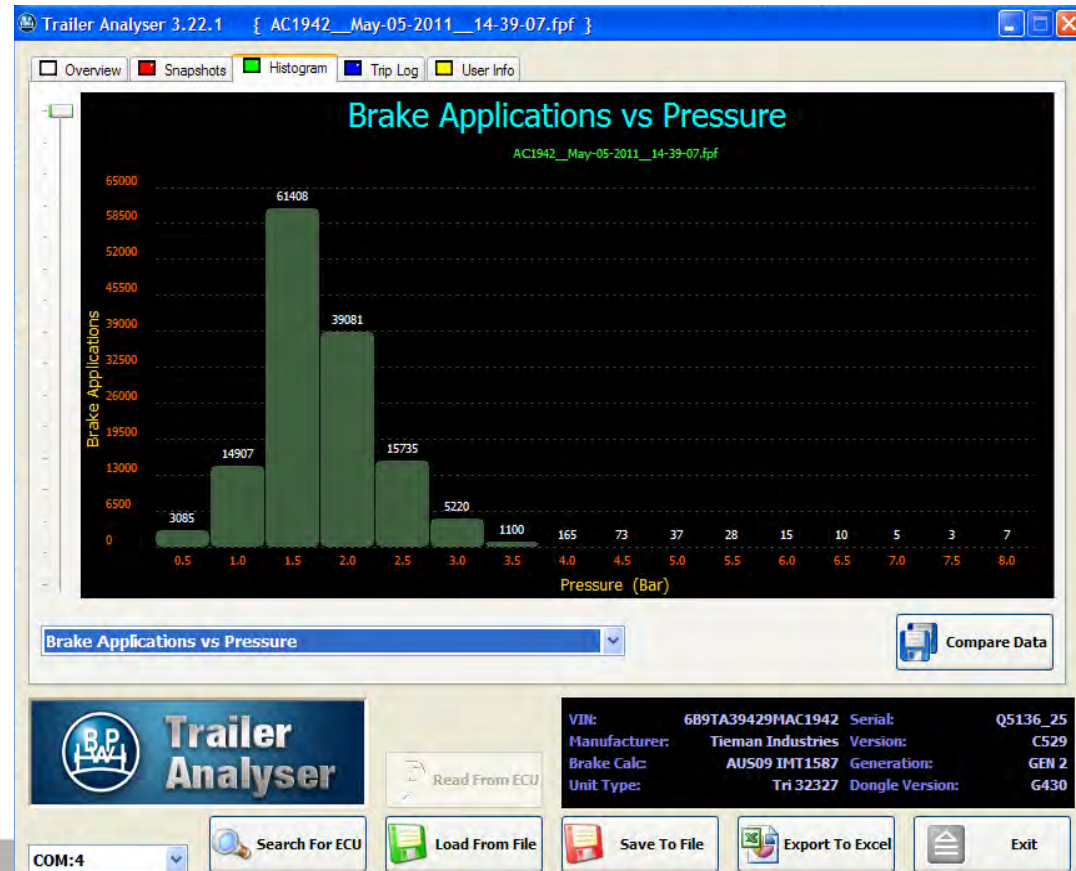 Trailer Analyser 3.22.1 { AC1942__May-05-2011__14-39-07.fpf }
Overview Snapshots Histogram Trip Log User Info
Brake Applications vs Pressure
AC1942__May-05-2011__14-39-07.fpf
65000
58500
52000
45500
39000
32500
26000
19500
13000
6500
0
Brake Applications
3085 14907 61408 39081 15735 5220 1100 165 73 37 28 15 10 5 3 7
0.5 1.0 1.5 2.0 2.5 3.0 3.5 4.0 4.5 5.0 5.5 6.0 6.5 7.0 7.5 8.0
Pressure (Bar)
Brake Applications vs Pressure
Compare Data
BPW
Trailer
Analyser
Read From ECU
VIN: 6B9TA39429MAC1942 Serial: Q5136_25
Manufacturer: Tieman Industries Version: C529
Brake Calc: AUS09 IMT1587 Generation: GEN 2
Unit Type: Tri 32327 Dongle Version: G430
COM:4
Search For ECU
Load From File
Save To File
Export To Excel
Exit